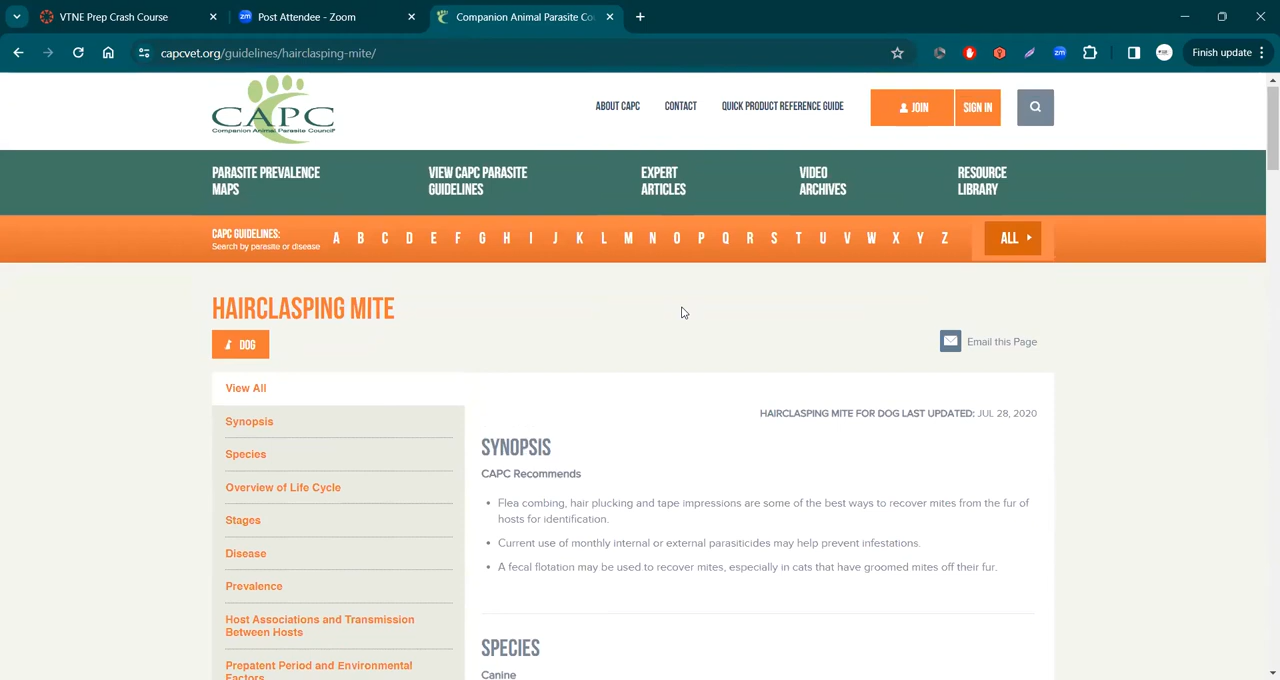 VTNE Prep Crash Course
zm Post Attendee - Zoom
Companion Animal Parasite Co
capcvet.org/guidelines/hairclasping-mite/
zm
Finish update
CAPC
Companion Animal Parasite Council
ABOUT CAPC
CONTACT
QUICK PRODUCT REFERENCE GUIDE
JOIN
SIGN IN
PARASITE PREVALENCE
MAPS
VIEW CAPC PARASITE
GUIDELINES
EXPERT
ARTICLES
VIDEO
ARCHIVES
RESOURCE
LIBRARY
CAPC GUIDELINES:
Search by parasite or disease
A B C D E F G H I J K L M N O P Q R S T U V W X Y Z
ALL
HAIRCLASPING MITE
DOG
Email this Page
View All
Synopsis
Species
Overview of Life Cycle
Stages
Disease
Prevalence
Host Associations and Transmission
Between Hosts
Prepatent Period and Environmental
Factors
HAIRCLASPING MITE FOR DOG LAST UPDATED: JUL 28, 2020
SYNOPSIS
CAPC Recommends
• Flea combing, hair plucking and tape impressions are some of the best ways to recover mites from the fur of
hosts for identification.
• Current use of monthly internal or external parasiticides may help prevent infestations.
• A fecal flotation may be used to recover mites, especially in cats that have groomed mites off their fur.
SPECIES
Canine